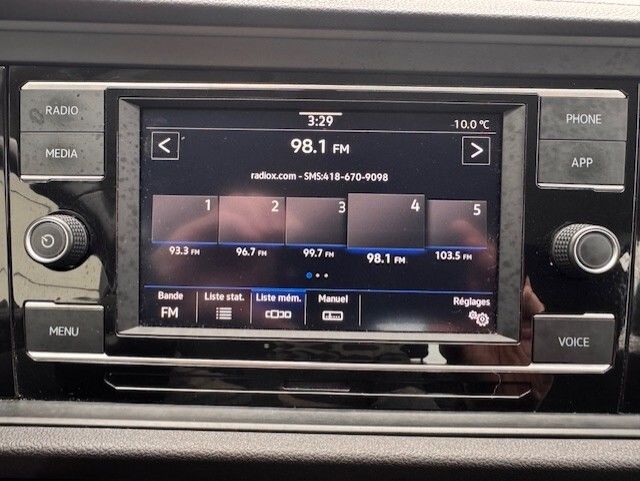 RADIO
MEDIA
MENU
PHONE
APP
VOICE
3:29
-10.0 °C
<
98.1 FM
>
radiox.com - SMS:418-670-9098
1 2 3 4 5
93.3 FM 96.7 FM 99.7 FM 98.1 FM 103.5 FM
Bande Liste stat. Liste mém. Manuel Réglages
FM